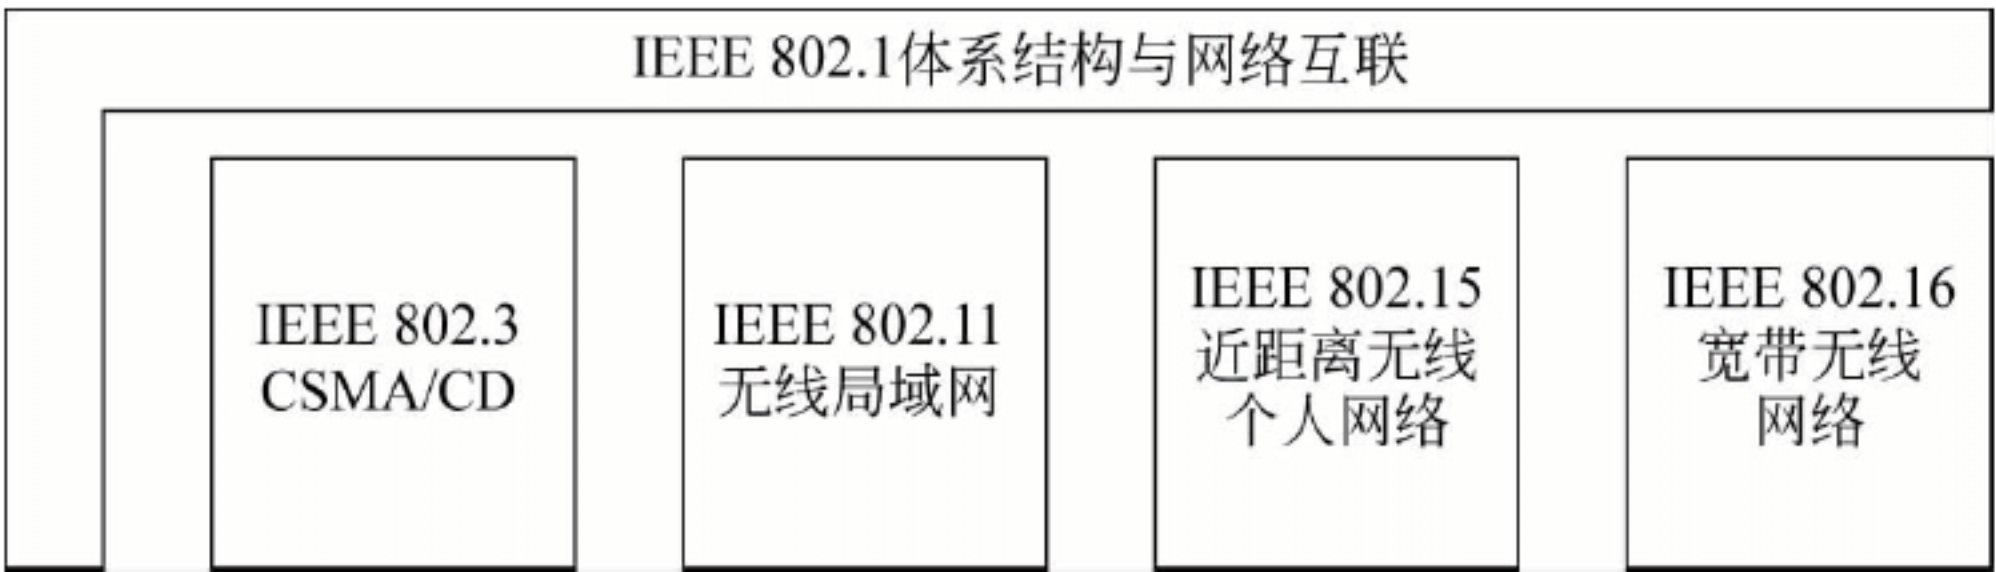 IEEE 802.1体系结构与网络互联
IEEE 802.3
CSMA/CD
IEEE 802.11
无线局域网
IEEE 802.15
近距离无线
个人网络
IEEE 802.16
宽带无线
网络